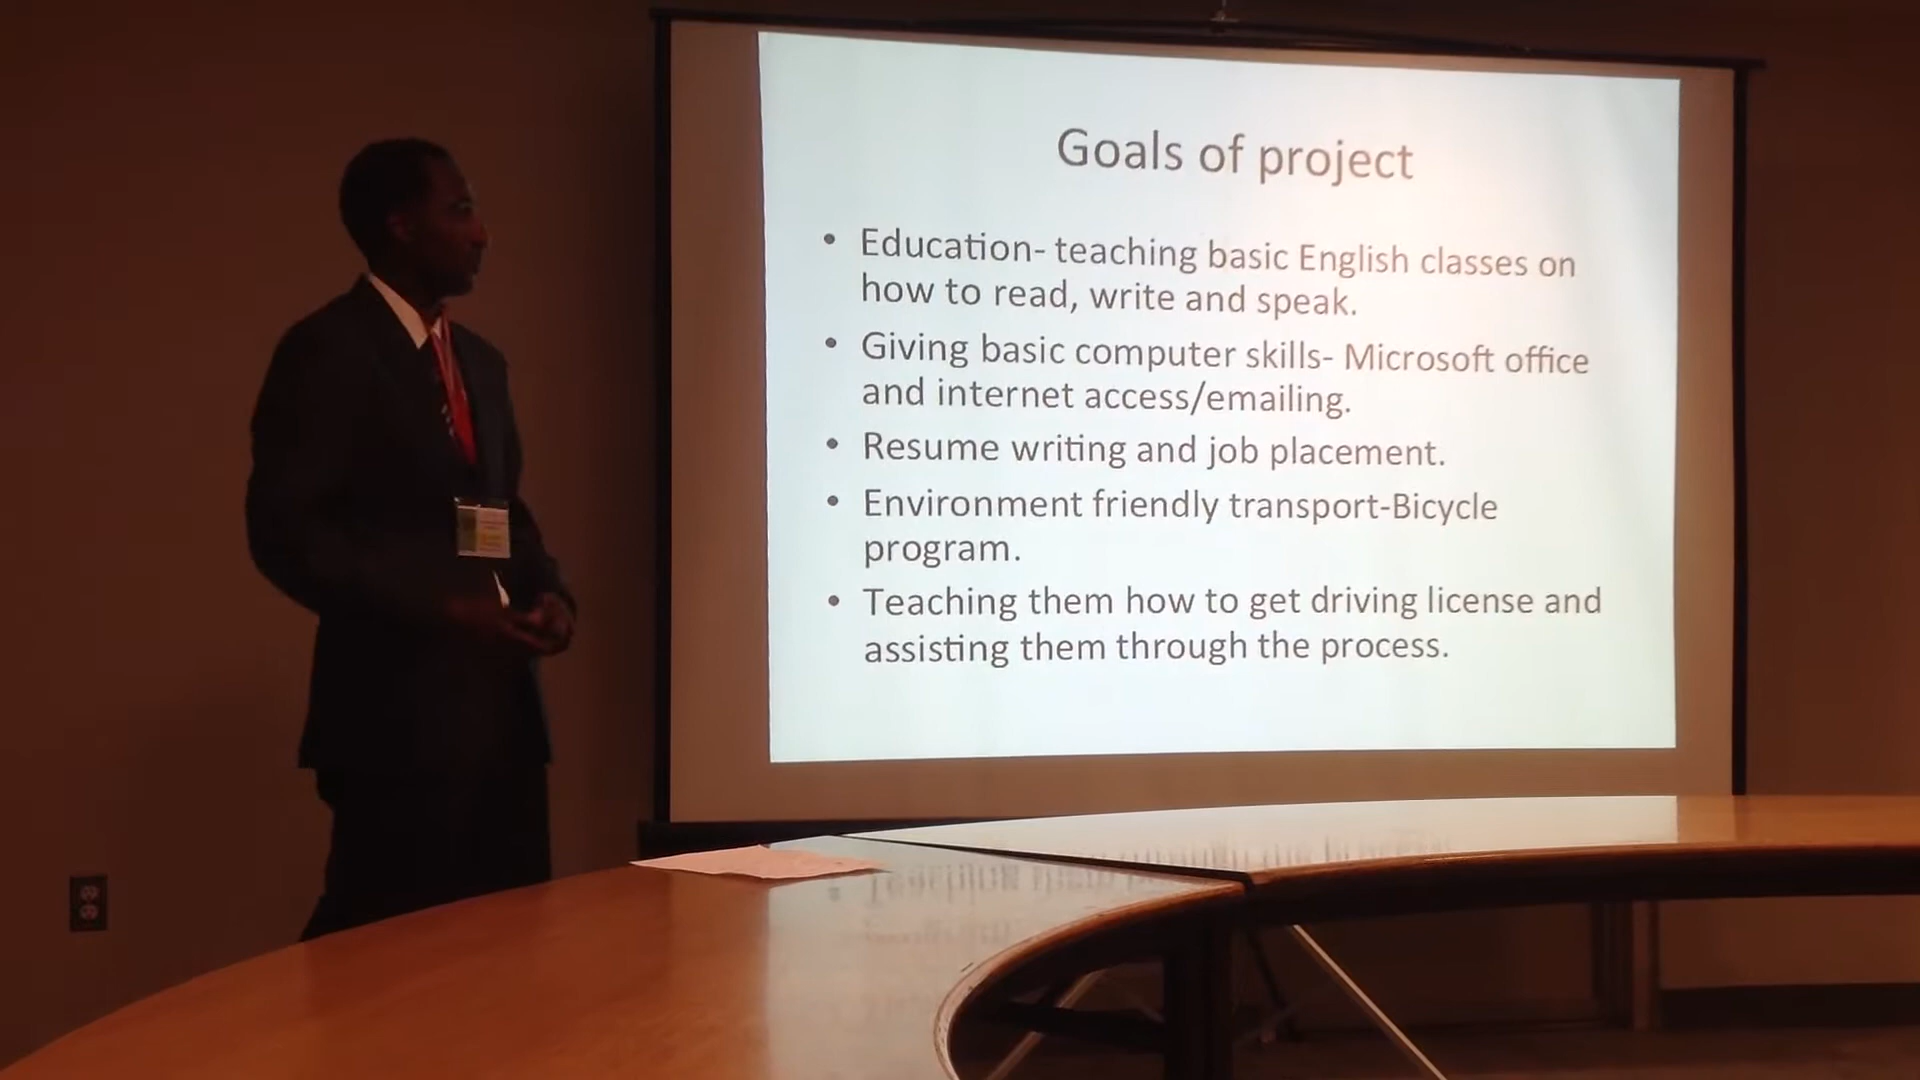 Goals of project
• Education- teaching basic English classes on
how to read, write and speak.
• Giving basic computer skills- Microsoft office
and internet access/emailing.
• Resume writing and job placement.
• Environment friendly transport-Bicycle
program.
• Teaching them how to get driving license and
assisting them through the process.